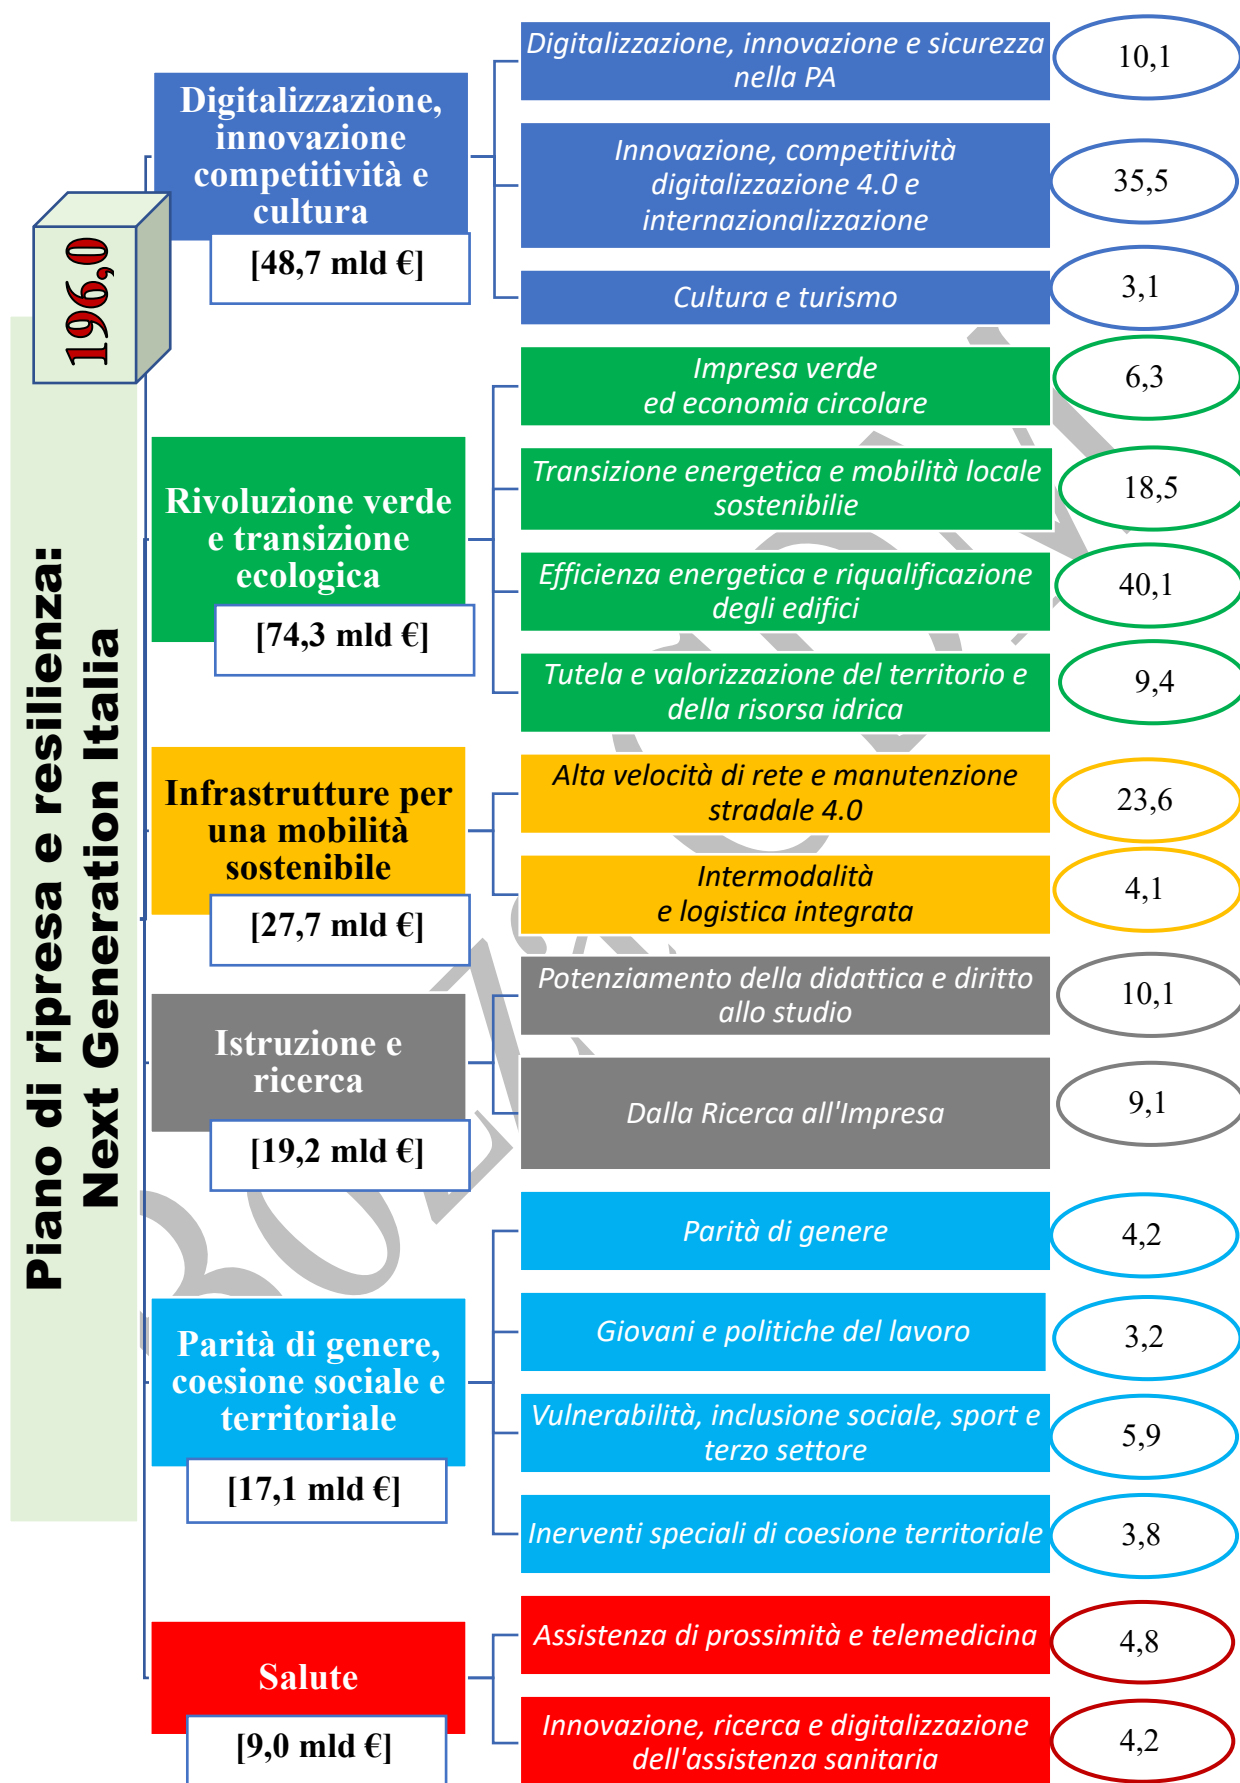 Piano di ripresa e resilienza:
Next Generation Italia
196,0
Digitalizzazione,
innovazione
competitività e
cultura
[48,7 mld €]
Digitalizzazione, innovazione e sicurezza
nella PA
10,1
Innovazione, competitività
digitalizzazione 4.0 e
internazionalizzazione
35,5
Cultura e turismo
3,1
Rivoluzione verde
e transizione
ecologica
[74,3 mld €]
Impresa verde
ed economia circolare
6,3
Transizione energetica e mobilità locale
sostenibilie
18,5
Efficienza energetica e riqualificazione
degli edifici
40,1
Tutela e valorizzazione del territorio e
della risorsa idrica
9,4
Infrastrutture per
una mobilità
sostenibile
[27,7 mld €]
Alta velocità di rete e manutenzione
stradale 4.0
23,6
Intermodalità
e logistica integrata
4,1
Istruzione e
ricerca
[19,2 mld €]
Potenziamento della didattica e diritto
allo studio
10,1
Dalla Ricerca all'Impresa
9,1
Parità di genere,
coesione sociale e
territoriale
[17,1 mld €]
Parità di genere
4,2
Giovani e politiche del lavoro
3,2
Vulnerabilità, inclusione sociale, sport e
terzo settore
5,9
Inerventi speciali di coesione territoriale
3,8
Salute
[9,0 mld €]
Assistenza di prossimità e telemedicina
4,8
Innovazione, ricerca e digitalizzazione
dell'assistenza sanitaria
4,2